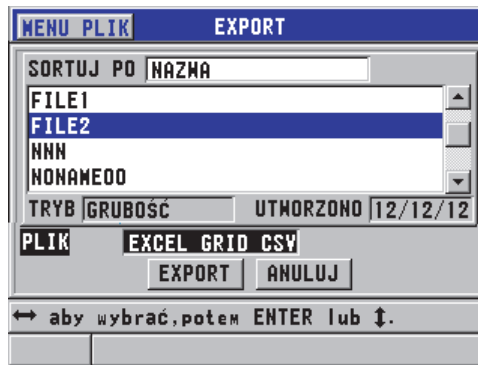 MENU PLIK EXPORT
SORTUJ PO NAZWA
FILE1
FILE2
NNN
NONAME00
TRYB GRUBOŚĆ UTWORZONO 12/12/12
PLIK EXCEL GRID CSV
EXPORT ANULUJ
↔ aby wybrać,potem ENTER lub ↕.